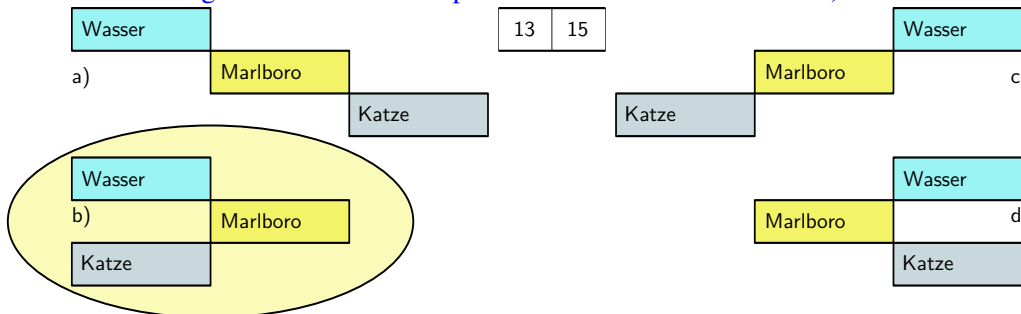 Wasser 13 15 Wasser
a) Marlboro Marlboro c
Katze Katze
Wasser Wasser
b) Marlboro Marlboro d
Katze Katze